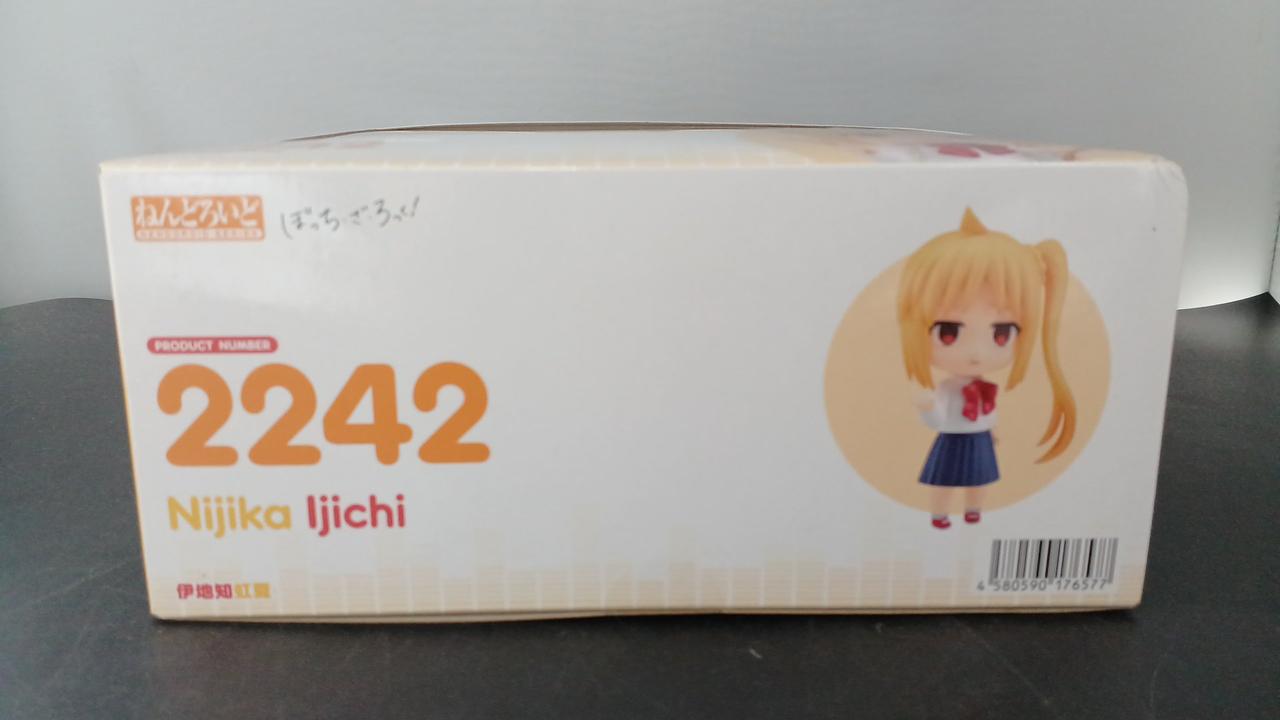 ねんどろいど
NENDOROID SERIES
ぼっち・ざ・ろっく!
PRODUCT NUMBER
2242
Nijika Ijichi
伊地知虹夏
4 580590 176577